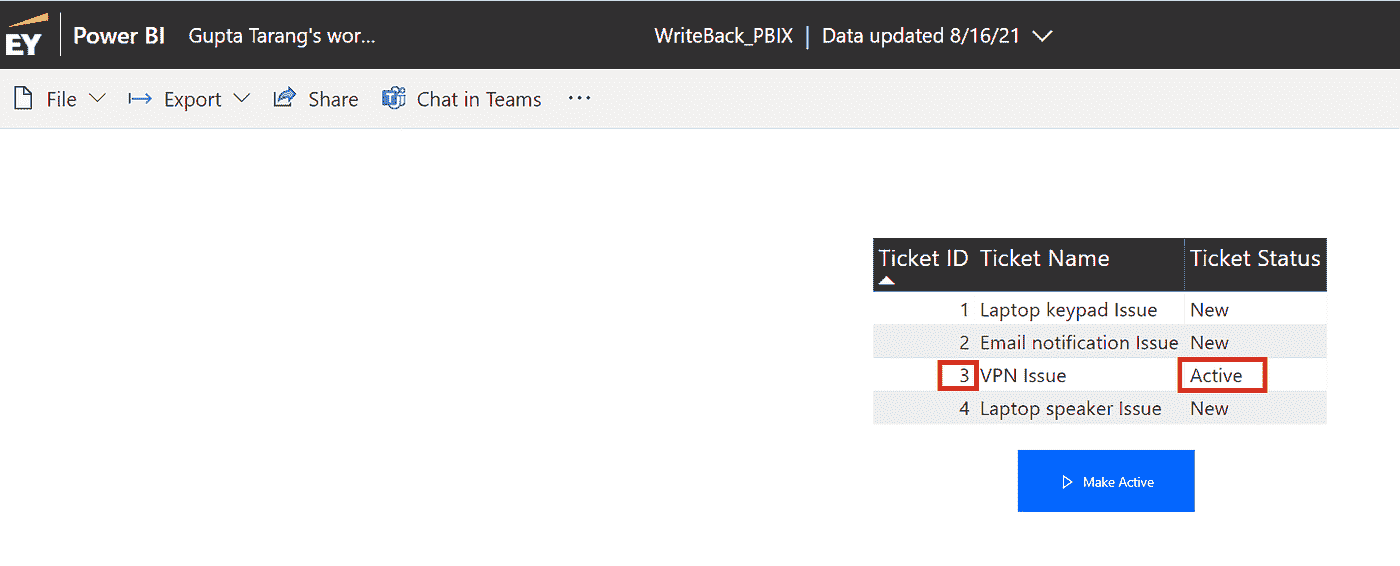 EY Power BI Gupta Tarang's wor... WriteBack_PBIX | Data updated 8/16/21
File Export Share Chat in Teams ...
Ticket ID Ticket Name Ticket Status
1 Laptop keypad Issue New
2 Email notification Issue New
3 VPN Issue Active
4 Laptop speaker Issue New
Make Active